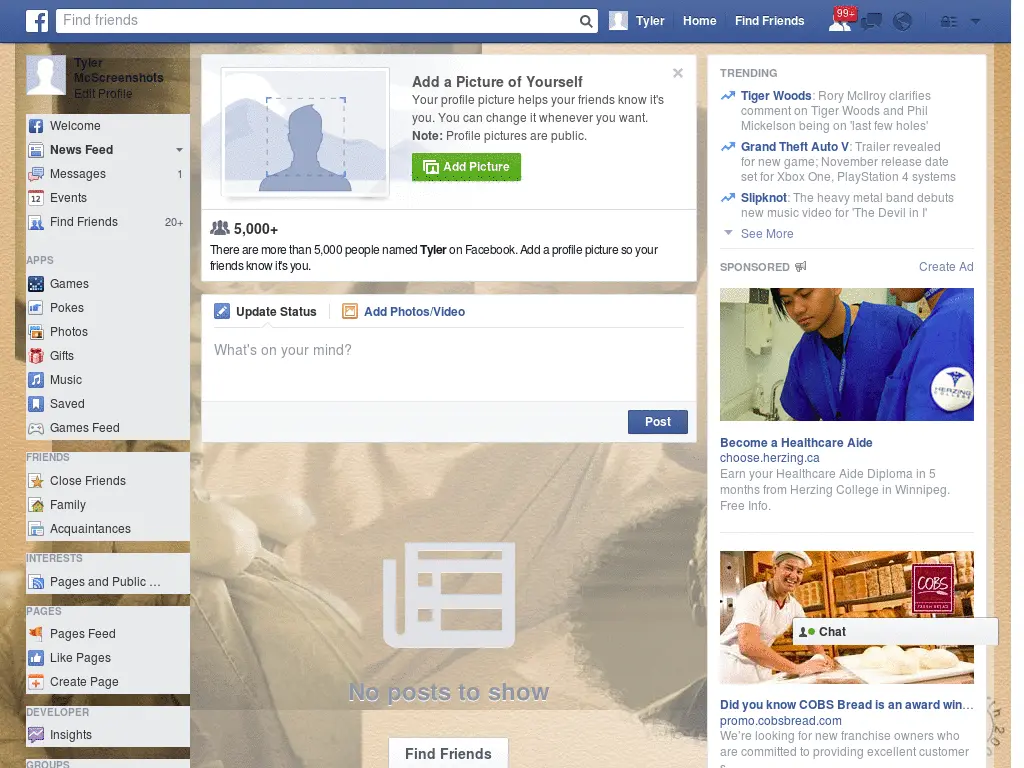 Find friends
Tyler
Home
Find Friends
99+
Tyler
McScreenshots
Edit Profile
Welcome
News Feed
Messages 1
12 Events
Find Friends 20+
APPS
Games
Pokes
Photos
Gifts
Music
Saved
Games Feed
FRIENDS
Close Friends
Family
Acquaintances
INTERESTS
Pages and Public ...
PAGES
Pages Feed
Like Pages
Create Page
DEVELOPER
Insights
GROUPS
Add a Picture of Yourself
Your profile picture helps your friends know it's
you. You can change it whenever you want.
Note: Profile pictures are public.
Add Picture
5,000+
There are more than 5,000 people named Tyler on Facebook. Add a profile picture so your
friends know it's you.
Update Status
Add Photos/Video
What's on your mind?
Post
No posts to show
Find Friends
TRENDING
Tiger Woods: Rory McIlroy clarifies
comment on Tiger Woods and Phil
Mickelson being on 'last few holes'
Grand Theft Auto V: Trailer revealed
for new game; November release date
set for Xbox One, PlayStation 4 systems
Slipknot: The heavy metal band debuts
new music video for 'The Devil in I'
See More
SPONSORED
Create Ad
HERZING
COLLEGE
Become a Healthcare Aide
choose.herzing.ca
Earn your Healthcare Aide Diploma in 5
months from Herzing College in Winnipeg.
Free Info.
COBS
FRESH BREAD
Chat
Did you know COBS Bread is an award win...
promo.cobsbread.com
We're looking for new franchise owners who
are committed to providing excellent customer